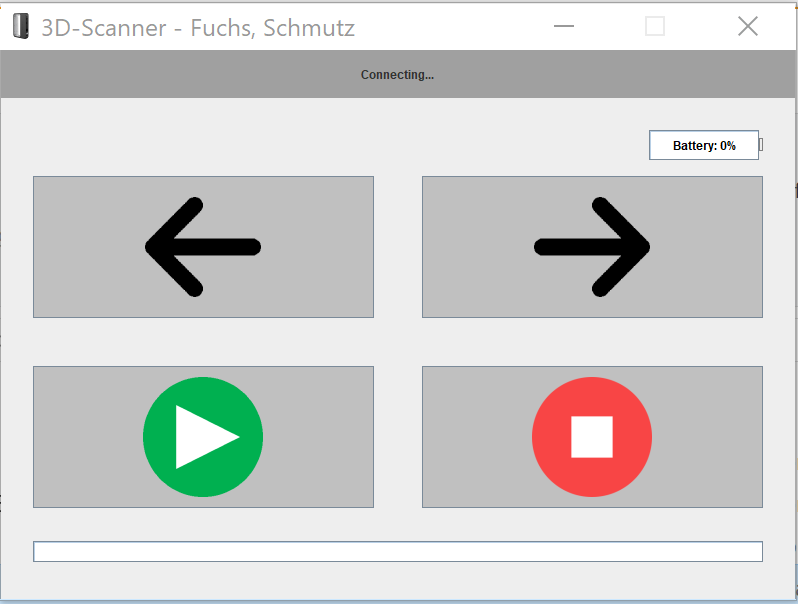 3D-Scanner - Fuchs, Schmutz
Connecting...
Battery: 0%